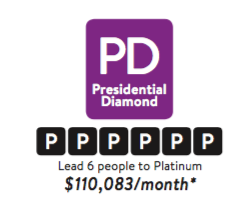 PD
Presidential
Diamond
P P P P P P
Lead 6 people to Platinum
$110,083/month*